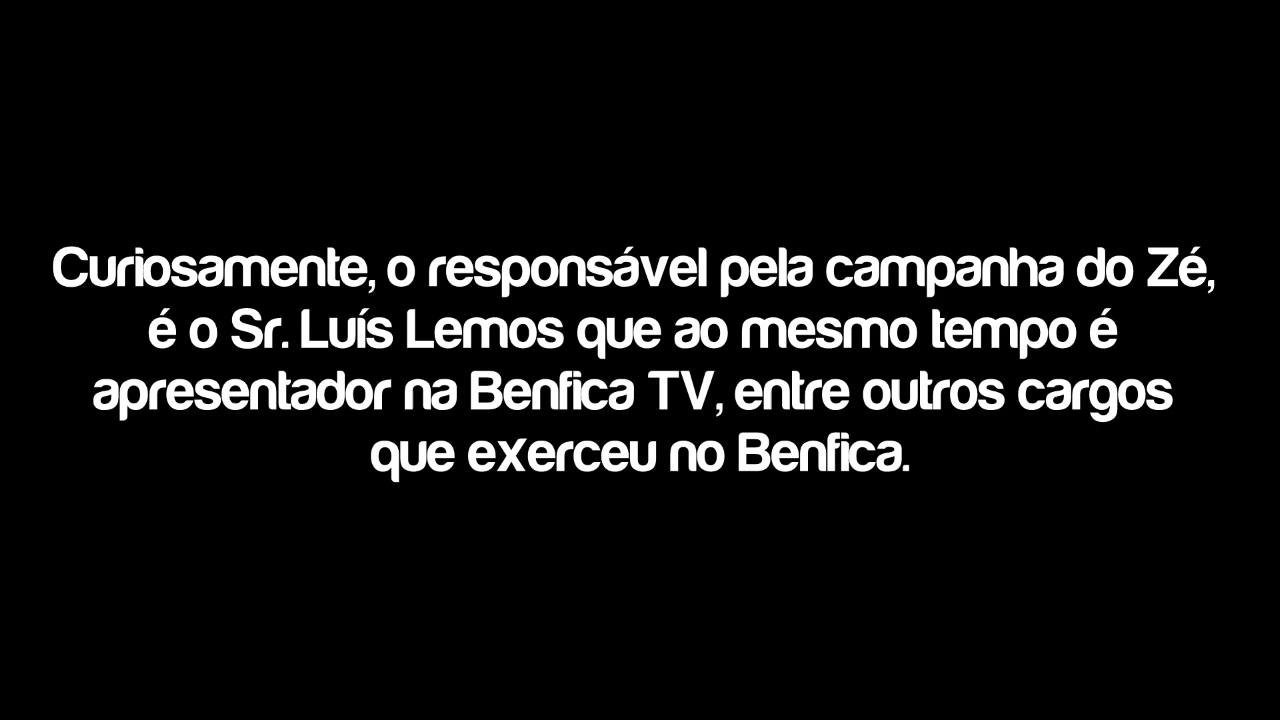 Curiosamente, o responsável pela campanha do Zé,
é o Sr. Luís Lemos que ao mesmo tempo é
apresentador na Benfica TV, entre outros cargos
que exerceu no Benfica.